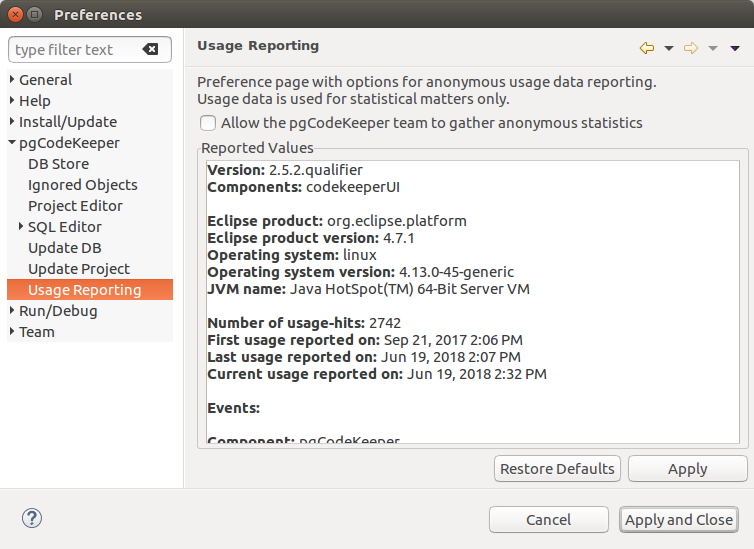 Preferences
type filter text
General
Help
Install/Update
pgCodeKeeper
DB Store
Ignored Objects
Project Editor
SQL Editor
Update DB
Update Project
Usage Reporting
Run/Debug
Team
Usage Reporting
Preference page with options for anonymous usage data reporting.
Usage data is used for statistical matters only.
Allow the pgCodeKeeper team to gather anonymous statistics
Reported Values
Version: 2.5.2.qualifier
Components: codekeeperUI
Eclipse product: org.eclipse.platform
Eclipse product version: 4.7.1
Operating system: linux
Operating system version: 4.13.0-45-generic
JVM name: Java HotSpot(TM) 64-Bit Server VM
Number of usage-hits: 2742
First usage reported on: Sep 21, 2017 2:06 PM
Last usage reported on: Jun 19, 2018 2:07 PM
Current usage reported on: Jun 19, 2018 2:32 PM
Events:
Component: pgCodeKeeper
Restore Defaults
Apply
?
Cancel
Apply and Close